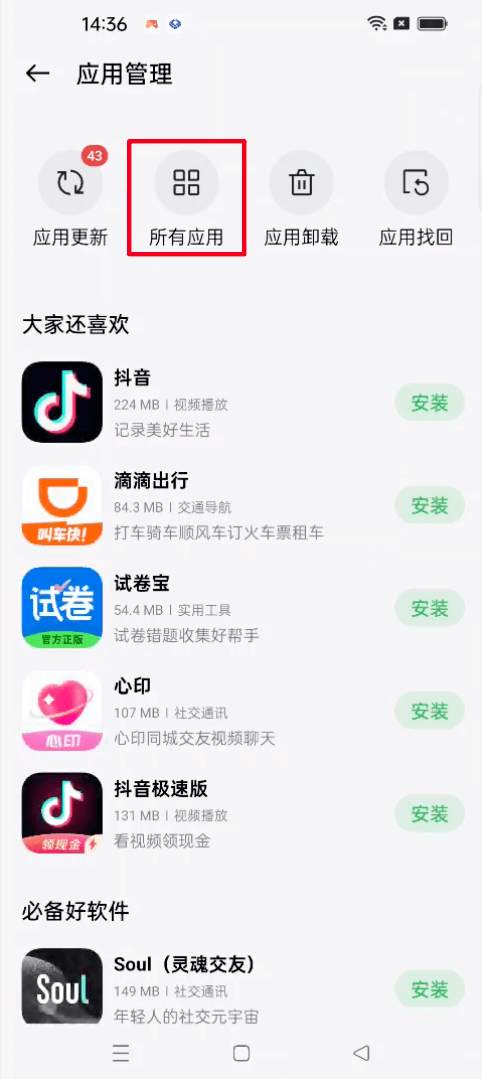 14:36
应用管理
43
应用更新
所有应用
应用卸载
应用找回
大家还喜欢
抖音
224 MB | 视频播放
记录美好生活
安装
滴滴出行
84.3 MB | 交通导航
打车骑车顺风车订火车票租车
安装
叫车快!
试卷宝
54.4 MB | 实用工具
试卷错题收集好帮手
安装
试卷
官方正版
心印
107 MB | 社交通讯
心印同城交友视频聊天
安装
心印
抖音极速版
131 MB | 视频播放
看视频领现金
安装
领现金
必备好软件
Soul（灵魂交友）
149 MB | 社交通讯
年轻人的社交元宇宙
安装
Soul